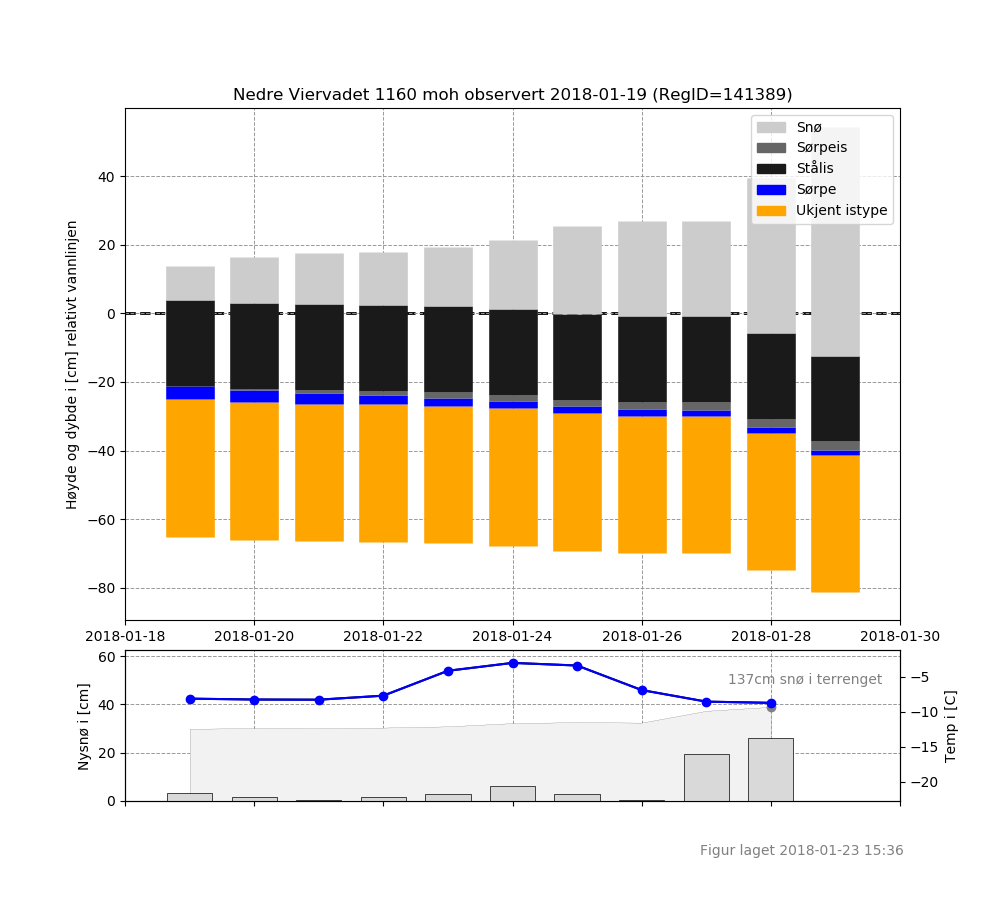 Nedre Viervadet 1160 moh observert 2018-01-19 (RegID=141389)
Snø
Sørpeis
Stålis
Sørpe
Ukjent istype
Høyde og dybde i [cm] relativt vannlinjen
40
20
0
−20
−40
−60
−80
2018-01-18 2018-01-20 2018-01-22 2018-01-24 2018-01-26 2018-01-28 2018-01-30
137cm snø i terrenget
Nysnø i [cm]
60
40
20
0
−5
−10
−15
−20
Temp i [C]
Figur laget 2018-01-23 15:36